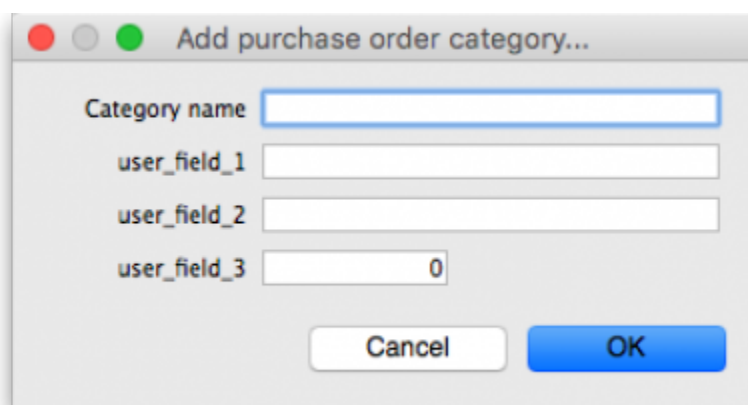 Add purchase order category...
Category name
user_field_1
user_field_2
user_field_3 0
Cancel OK